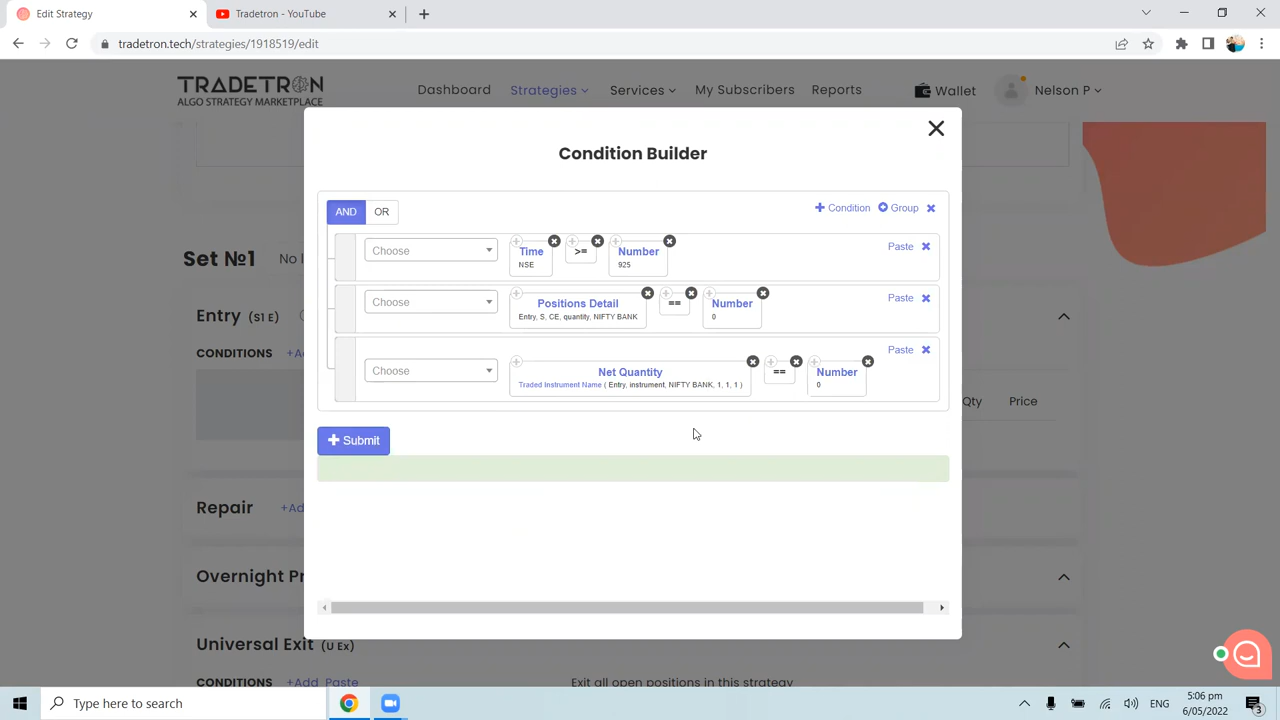 Edit Strategy
Tradetron - YouTube
tradetron.tech/strategies/1918519/edit
TRADETRON
ALGO STRATEGY MARKETPLACE
Dashboard Strategies Services My Subscribers Reports Wallet Nelson P
Condition Builder
AND OR + Condition Group
Choose Time NSE >= Number 925 Paste
Choose Positions Detail Entry, S. CE, quantity, NIFTY BANK == Number 0 Paste
Choose Net Quantity Traded Instrument Name ( Entry, instrument, NIFTY BANK, 1, 1, 1 ) == Number 0 Paste
+ Submit
Set №1
Entry (S1 E)
CONDITIONS
Qty Price
Repair
Universal Exit (U Ex)
CONDITIONS +Add Paste Exit all open positions in this strategy
Type here to search
ENG
5:06 pm
6/05/2022
3